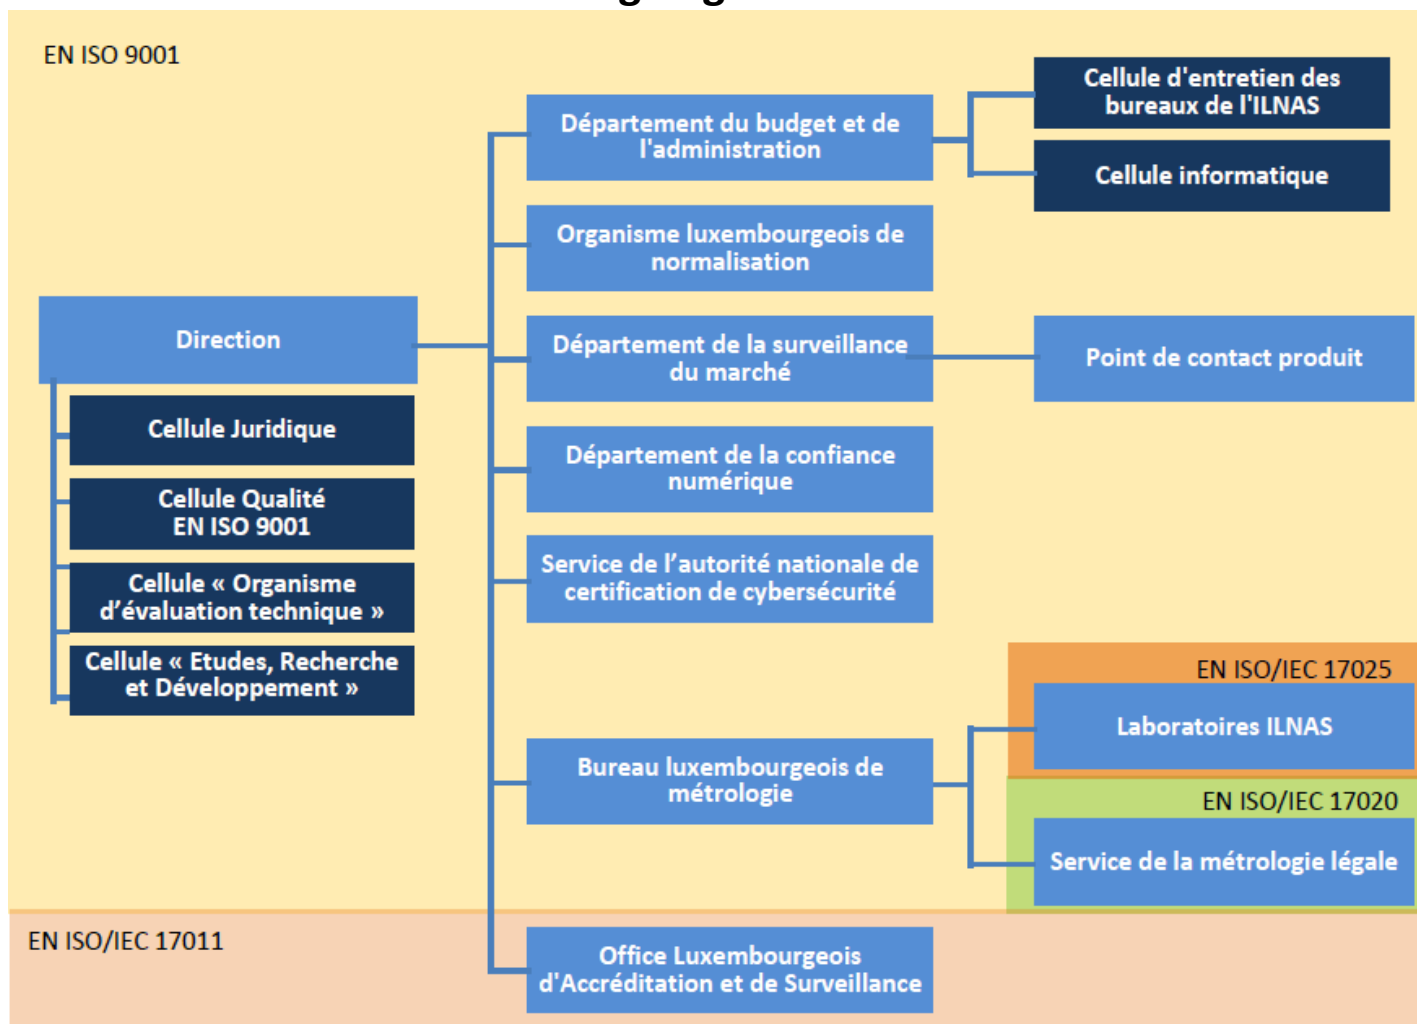 EN ISO 9001
Cellule d'entretien des
bureaux de l'ILNAS
Département du budget et de
l'administration
Cellule informatique
Organisme luxembourgeois de
normalisation
Direction
Département de la surveillance
du marché
Point de contact produit
Cellule Juridique
Département de la confiance
numérique
Cellule Qualité
EN ISO 9001
Service de l’autorité nationale de
certification de cybersécurité
Cellule « Organisme
d’évaluation technique »
Cellule « Etudes, Recherche
et Développement »
EN ISO/IEC 17025
Laboratoires ILNAS
Bureau luxembourgeois de
métrologie
EN ISO/IEC 17020
Service de la métrologie légale
EN ISO/IEC 17011
Office Luxembourgeois
d'Accréditation et de Surveillance